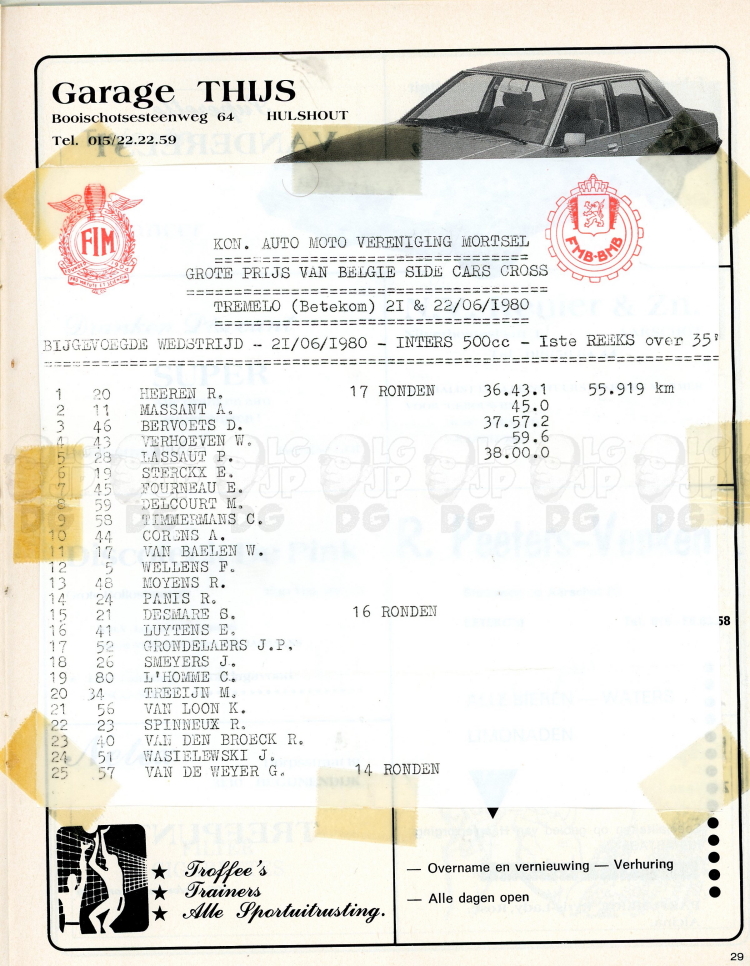 Garage THIJS
Booischotsesteenweg 64 HULSHOUT
Tel. 015/22.22.59
FIM
FMB-BMB
KON. AUTO MOTO VERENIGING MORTSEL
GROTE PRIJS VAN BELGIE SIDE CARS CROSS
TREMELO (Betekom) 2I & 22/06/I980
BIJGEVOEGDE WEDSTRIJD - 2I/06/I980 - INTERS 500cc - Iste REEKS over 35'
1 20 HEEREN R. 17 RONDEN 36.43.1 55.919 km
2 11 MASSANT A. 45.0
3 46 BERVOETS D. 37.57.2
4 43 VERHOEVEN W. 59.6
5 28 LASSAUT P. 38.00.0
6 19 STERCKX E.
7 45 FOURNEAU E.
8 59 DELCOURT M.
9 58 TIMMERMANS C.
10 44 CORENS A.
11 17 VAN BAELEN W.
12 5 WELLENS F.
13 48 MOYENS R.
14 24 PANIS R.
15 21 DESMARE G. 16 RONDEN
16 41 LUYTENS E.
17 52 GRONDELAERS J.P.
18 26 SMEYERS J.
19 80 L'HOMME C.
20 34 TREEIJN M.
21 56 VAN LOON K.
22 23 SPINNEUX R.
23 40 VAN DEN BROECK R.
24 51 WASIELEWSKI J.
25 57 VAN DE WEYER G. 14 RONDEN
58
★ Troffee's
★ Trainers
★ Alle Sportuitrusting.
— Overname en vernieuwing — Verhuring
— Alle dagen open
29